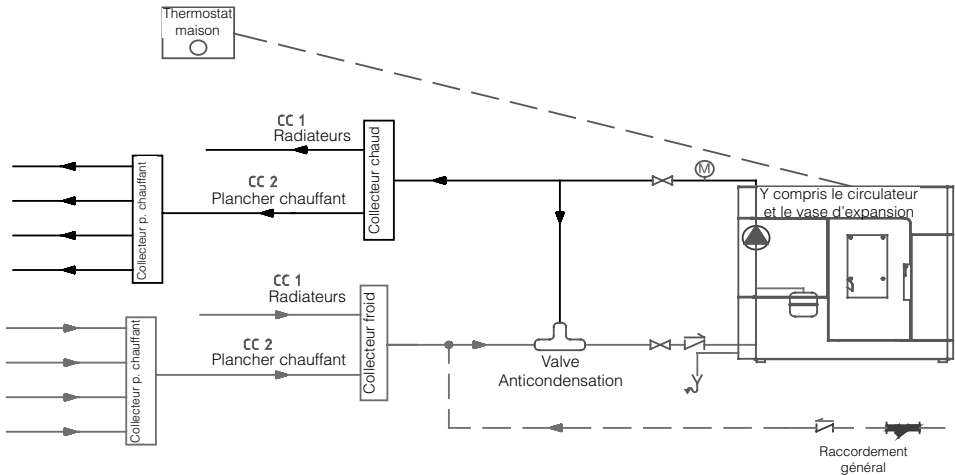 Thermostat
maison
CC 1
Radiateurs
CC 2
Plancher chauffant
Collecteur p. chauffant
Collecteur chaud
M
Y compris le circulateur
et le vase d'expansion
CC 1
Radiateurs
CC 2
Plancher chauffant
Collecteur p. chauffant
Collecteur froid
Valve
Anticondensation
Raccordement
général